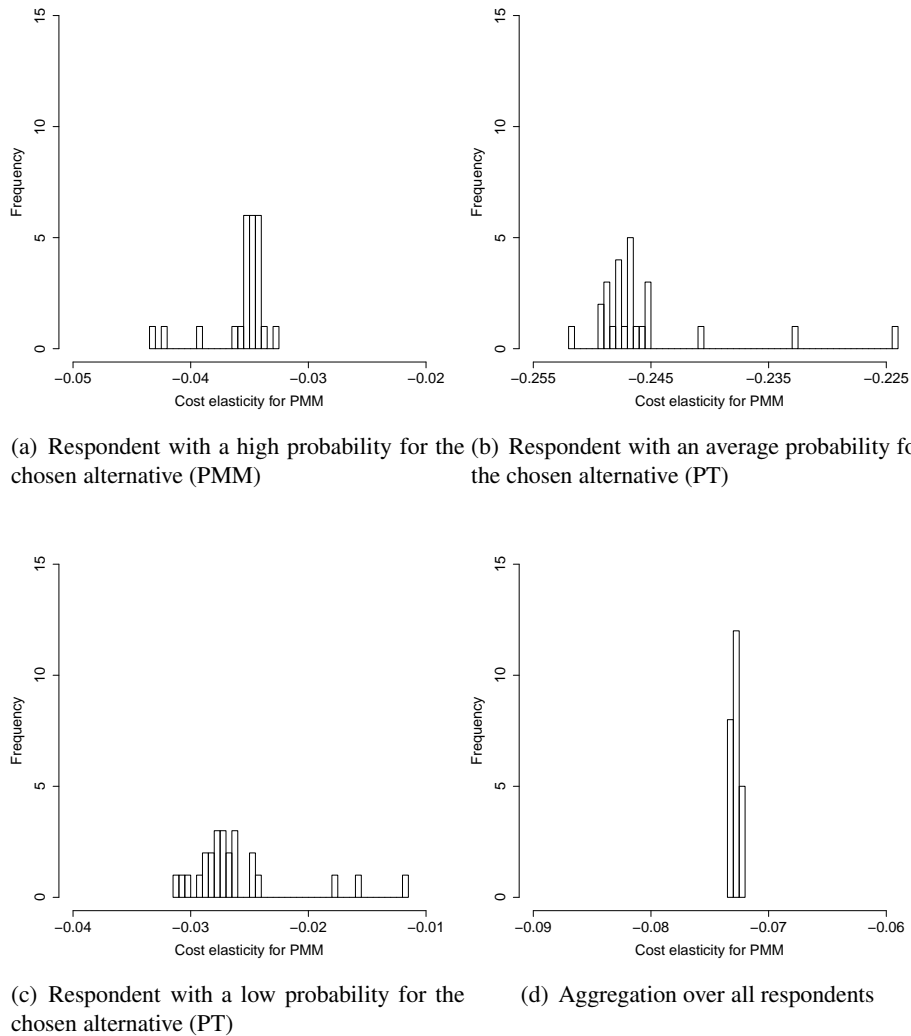 15
10
5
0
Frequency
−0.05 −0.04 −0.03 −0.02
Cost elasticity for PMM
(a) Respondent with a high probability for the
chosen alternative (PMM)
15
10
5
0
Frequency
−0.255 −0.245 −0.235 −0.225
Cost elasticity for PMM
(b) Respondent with an average probability fo
the chosen alternative (PT)
15
10
5
0
Frequency
−0.04 −0.03 −0.02 −0.01
Cost elasticity for PMM
(c) Respondent with a low probability for the
chosen alternative (PT)
15
10
5
0
Frequency
−0.09 −0.08 −0.07 −0.06
Cost elasticity for PMM
(d) Aggregation over all respondents